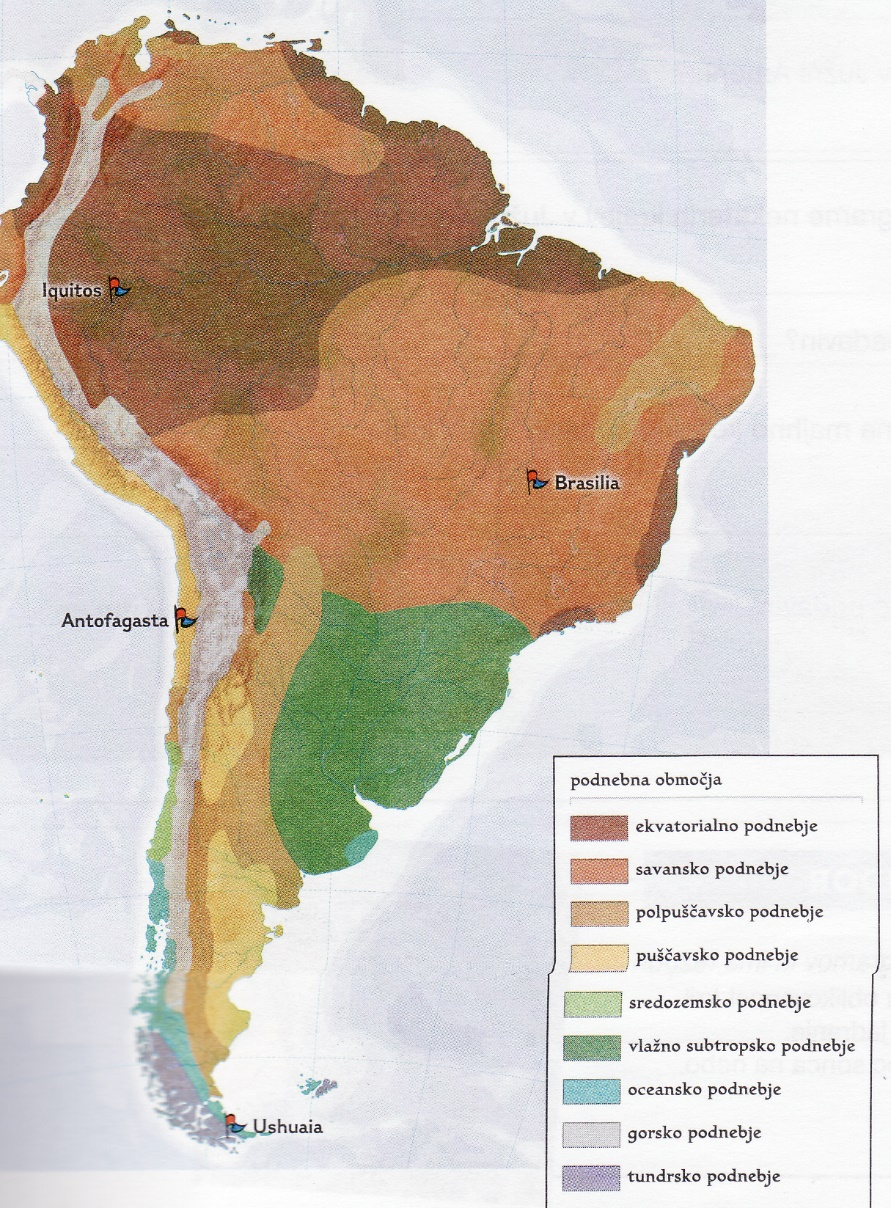 Iquitos
Brasilia
Antofagasta
Ushuaia
podnebna območja
ekvatorialno podnebje
savansko podnebje
polpuščavsko podnebje
puščavsko podnebje
sredozemsko podnebje
vlažno subtropsko podnebje
oceansko podnebje
gorsko podnebje
tundrsko podnebje